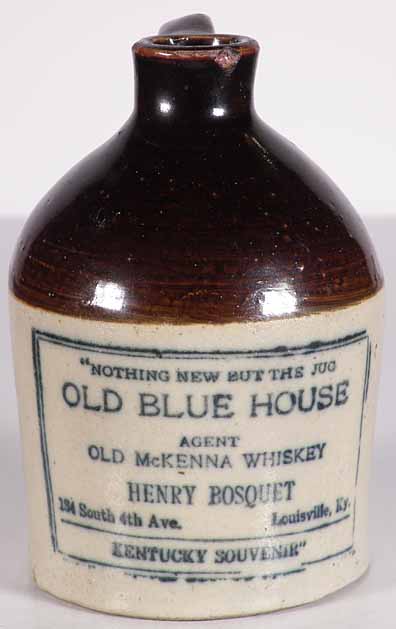 "NOTHING NEW BUT THE JUG
OLD BLUE HOUSE
AGENT
OLD McKENNA WHISKEY
HENRY BOSQUET
134 South 4th Ave. Louisville, Ky.
KENTUCKY SOUVENIR"